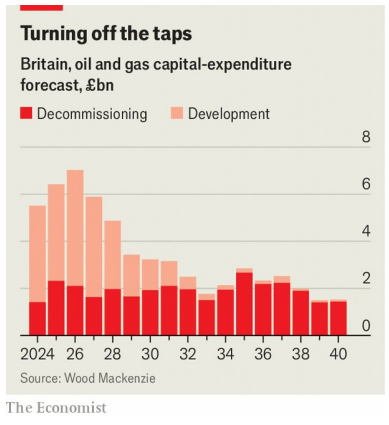 Turning off the taps
Britain, oil and gas capital-expenditure
forecast, £bn
Decommissioning Development
8
6
4
2
0
2024 26 28 30 32 34 36 38 40
Source: Wood Mackenzie
The Economist